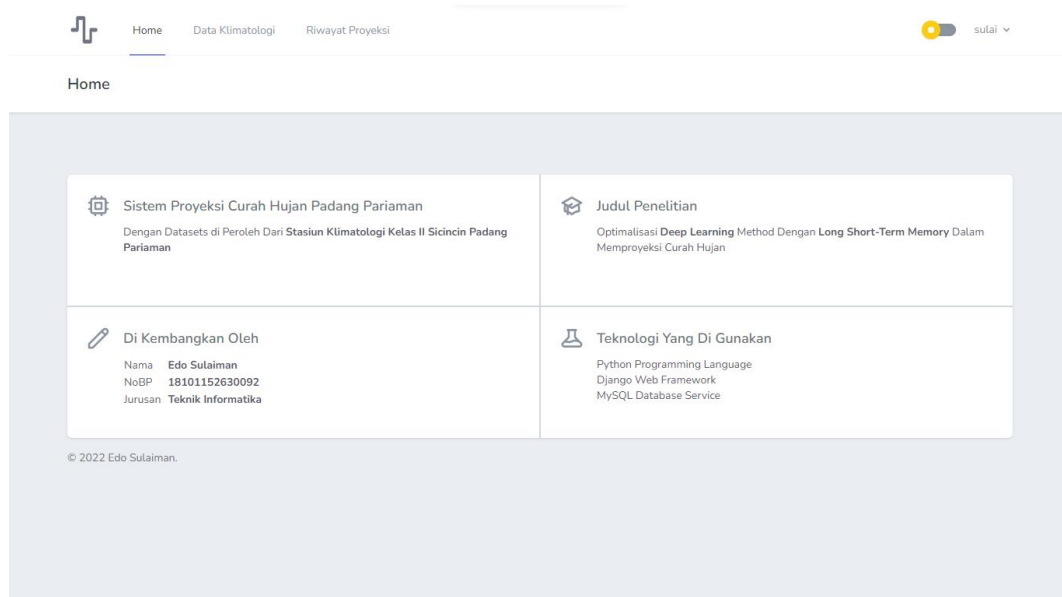 Home Data Klimatologi Riwayat Proyeksi sulai
Home
Sistem Proyeksi Curah Hujan Padang Pariaman
Dengan Datasets di Peroleh Dari Stasiun Klimatologi Kelas II Sicincin Padang
Pariaman
Judul Penelitian
Optimalisasi Deep Learning Method Dengan Long Short-Term Memory Dalam
Memproyeksi Curah Hujan
Di Kembangkan Oleh
Nama Edo Sulaiman
NoBP 18101152630092
Jurusan Teknik Informatika
Teknologi Yang Di Gunakan
Python Programming Language
Django Web Framework
MySQL Database Service
© 2022 Edo Sulaiman.